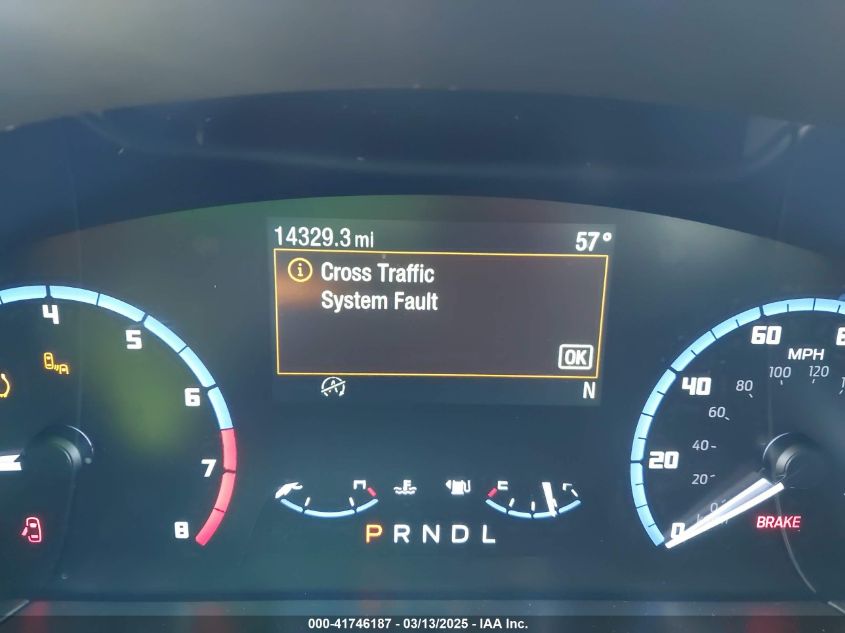 14329.3 mi 57°
Cross Traffic
System Fault
OK
N
4
5
6
7
8
H
C
E
F
P R N D L
0
20
40
60
MPH
20
40
60
80
100
120
BRAKE
000-41746187 - 03/13/2025 - IAA Inc.